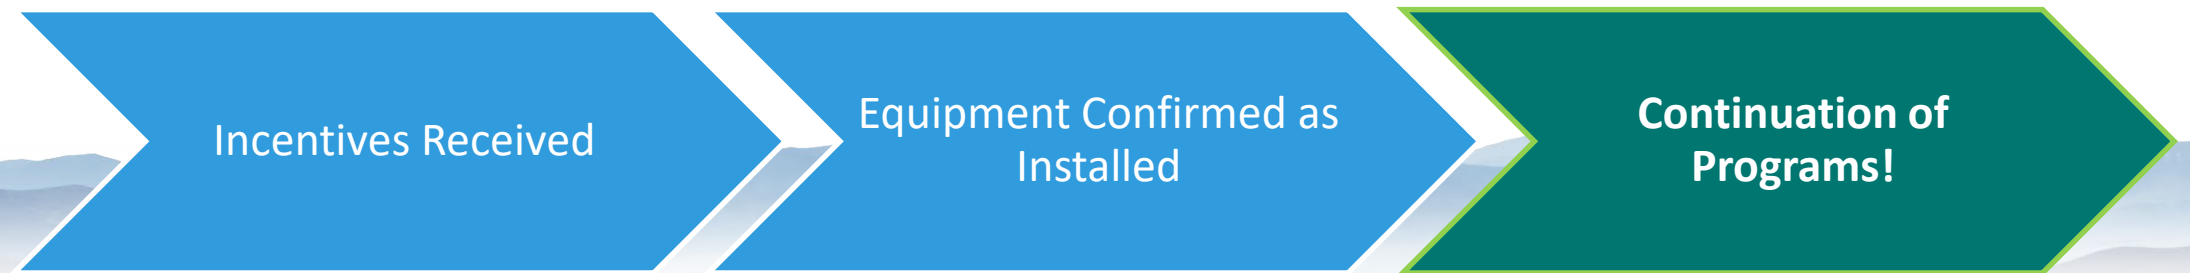 Incentives Received
Equipment Confirmed as
Installed
Continuation of
Programs!